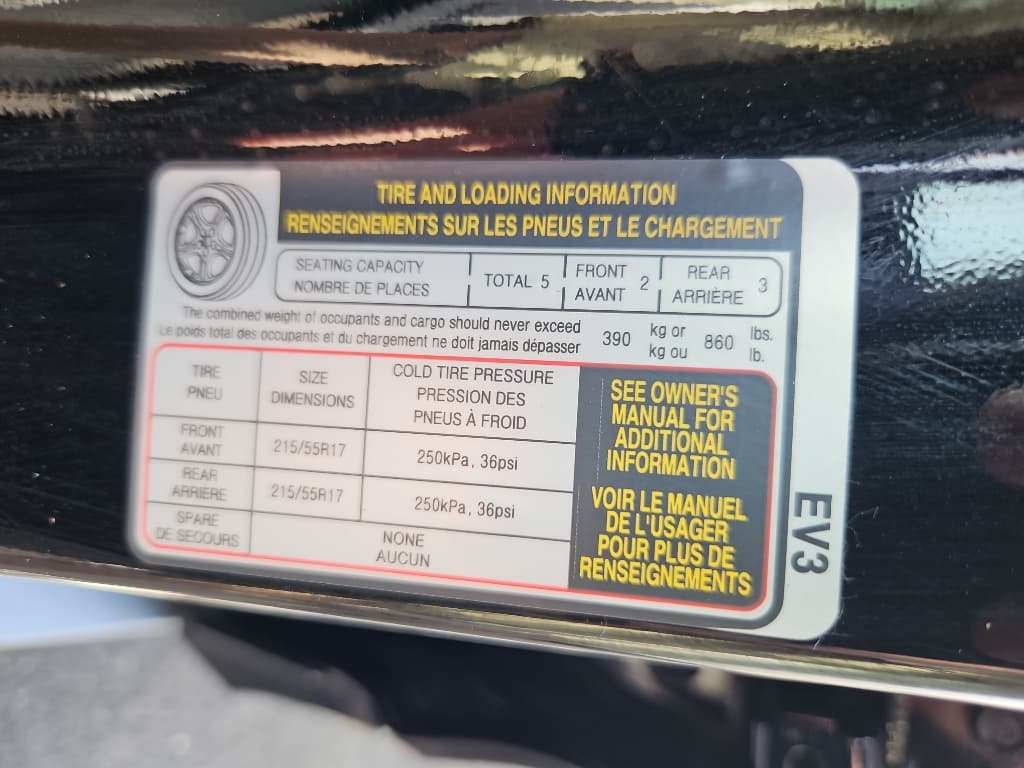 TIRE AND LOADING INFORMATION
RENSEIGNEMENTS SUR LES PNEUS ET LE CHARGEMENT
SEATING CAPACITY
NOMBRE DE PLACES
TOTAL 5
FRONT
AVANT
2
REAR
ARRIÈRE
3
The combined weight of occupants and cargo should never exceed
Le poids total des occupants et du chargement ne doit jamais dépasser
390
kg or
kg ou
860
lbs.
lb.
TIRE
PNEU
SIZE
DIMENSIONS
COLD TIRE PRESSURE
PRESSION DES
PNEUS À FROID
FRONT
AVANT
215/55R17
250kPa, 36psi
REAR
ARRIÈRE
215/55R17
250kPa, 36psi
SPARE
DE SECOURS
NONE
AUCUN
SEE OWNER'S
MANUAL FOR
ADDITIONAL
INFORMATION
VOIR LE MANUEL
DE L'USAGER
POUR PLUS DE
RENSEIGNEMENTS
EV3